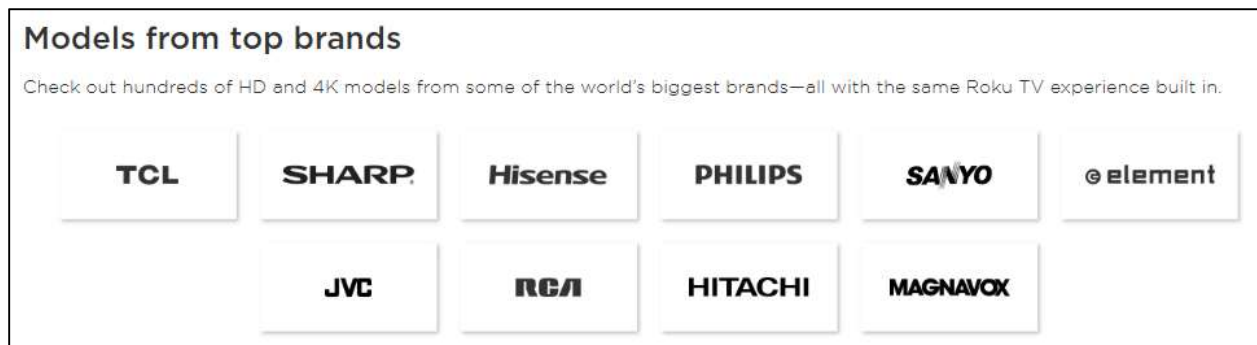 Models from top brands
Check out hundreds of HD and 4K models from some of the world's biggest brands—all with the same Roku TV experience built in.
TCL SHARP Hisense PHILIPS SANYO element
JVC RCA HITACHI MAGNAVOX